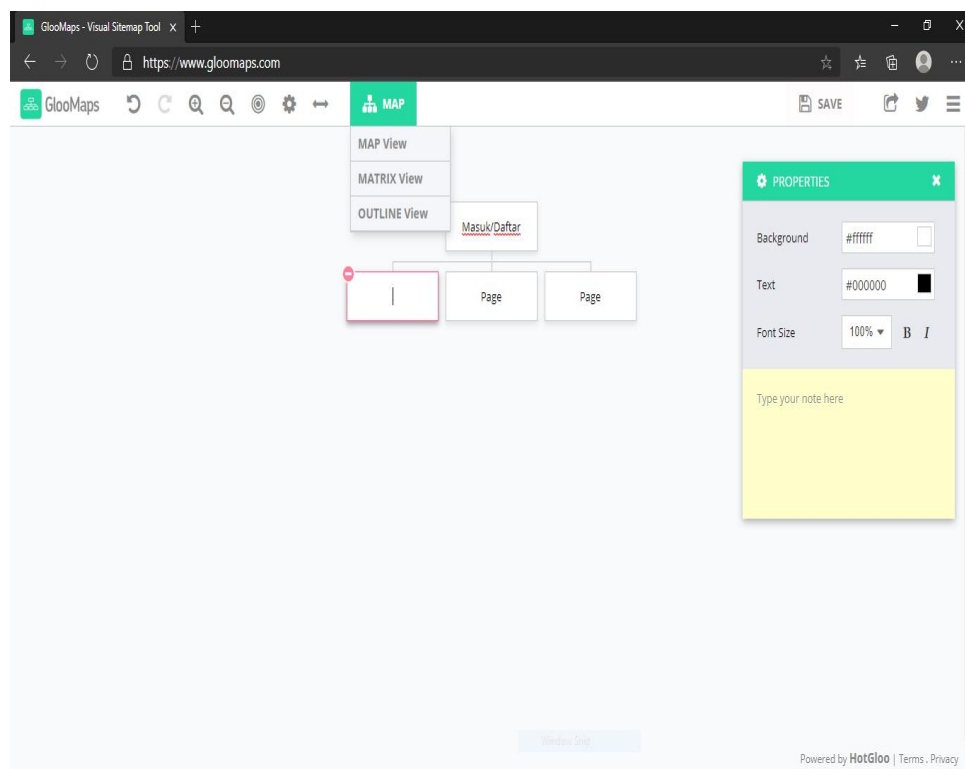 GlooMaps - Visual Sitemap Tool
https://www.gloomaps.com
GlooMaps
MAP
SAVE
MAP View
MATRIX View
OUTLINE View
Masuk/Daftar
Page
Page
PROPERTIES
Background #ffffff
Text #000000
Font Size 100% B I
Type your note here
Window Snip
Powered by HotGloo | Terms . Privacy